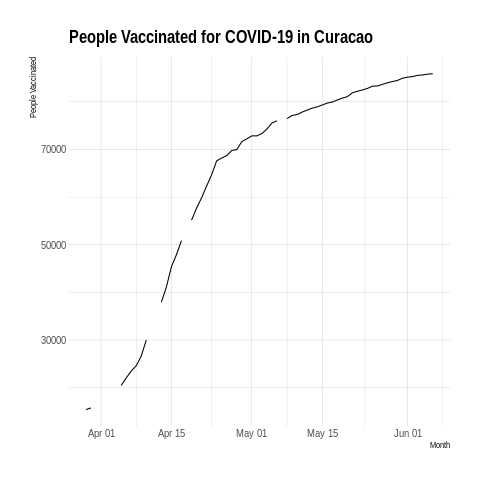 People Vaccinated for COVID-19 in Curacao
People Vaccinated
70000
50000
30000
Apr 01 Apr 15 May 01 May 15 Jun 01
Month